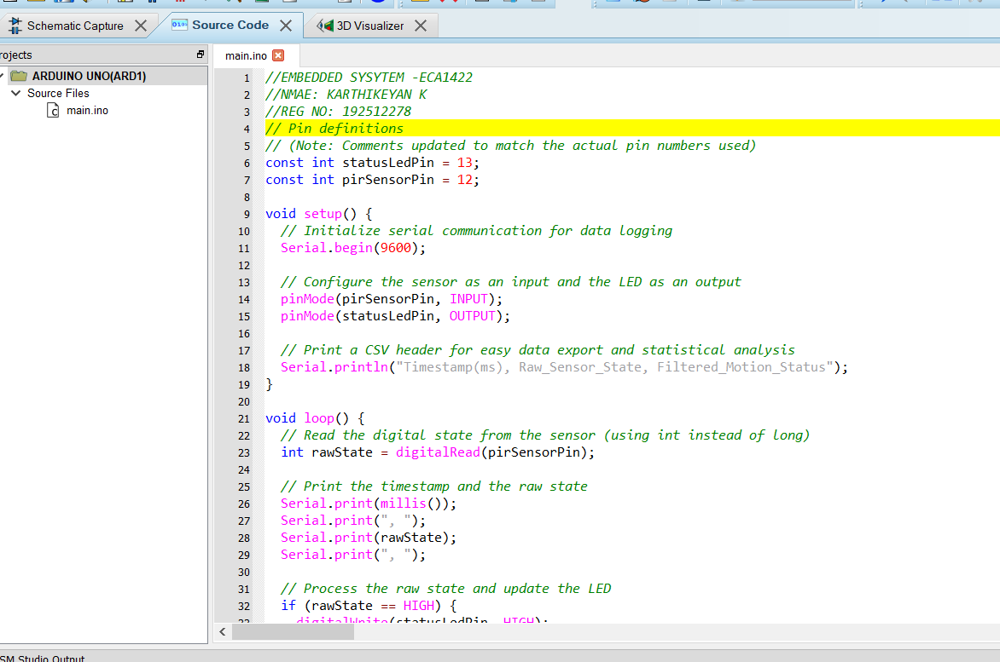 Schematic Capture
Source Code
3D Visualizer
rojects
main.ino
ARDUINO UNO(ARD1)
Source Files
main.ino
1 //EMBEDDED SYSYTEM -ECA1422
2 //NMAE: KARTHIKEYAN K
3 //REG NO: 192512278
4 // Pin definitions
5 // (Note: Comments updated to match the actual pin numbers used)
6 const int statusLedPin = 13;
7 const int pirSensorPin = 12;
8
9 void setup() {
10 // Initialize serial communication for data logging
11 Serial.begin(9600);
12
13 // Configure the sensor as an input and the LED as an output
14 pinMode(pirSensorPin, INPUT);
15 pinMode(statusLedPin, OUTPUT);
16
17 // Print a CSV header for easy data export and statistical analysis
18 Serial.println("Timestamp(ms), Raw_Sensor_State, Filtered_Motion_Status");
19 }
20
21 void loop() {
22 // Read the digital state from the sensor (using int instead of long)
23 int rawState = digitalRead(pirSensorPin);
24
25 // Print the timestamp and the raw state
26 Serial.print(millis());
27 Serial.print(", ");
28 Serial.print(rawState);
29 Serial.print(", ");
30
31 // Process the raw state and update the LED
32 if (rawState == HIGH) {
33 digitalWrite(statusLedPin, HIGH);
SM Studio Output